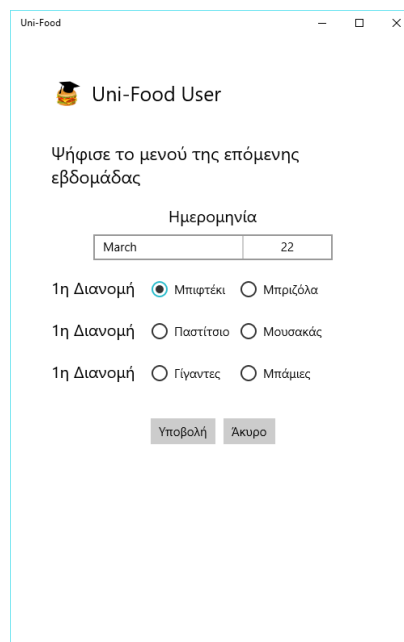 Uni-Food
Uni-Food User
Ψήφισε το μενού της επόμενης
εβδομάδας
Ημερομηνία
March 22
1η Διανομή Μπιφτέκι Μπριζόλα
1η Διανομή Παστίτσιο Μουσακάς
1η Διανομή Γίγαντες Μπάμιες
Υποβολή Άκυρο